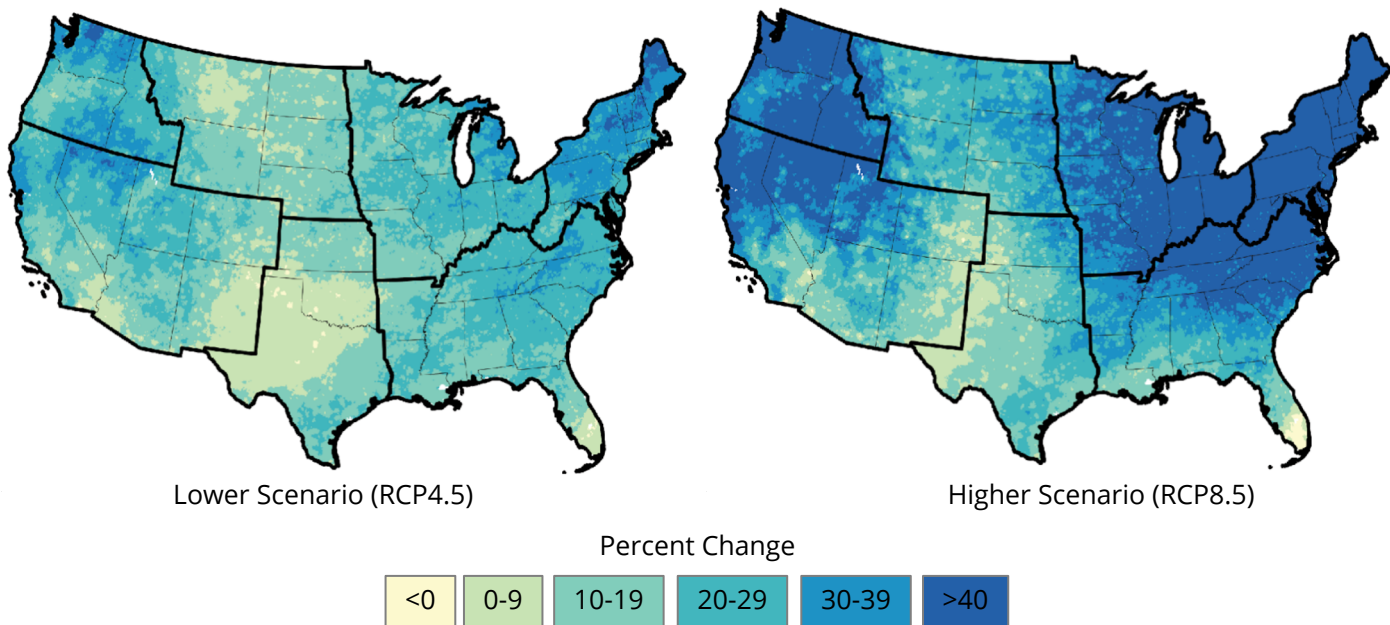 Lower Scenario (RCP4.5)
Higher Scenario (RCP8.5)
Percent Change
<0
0-9
10-19
20-29
30-39
>40